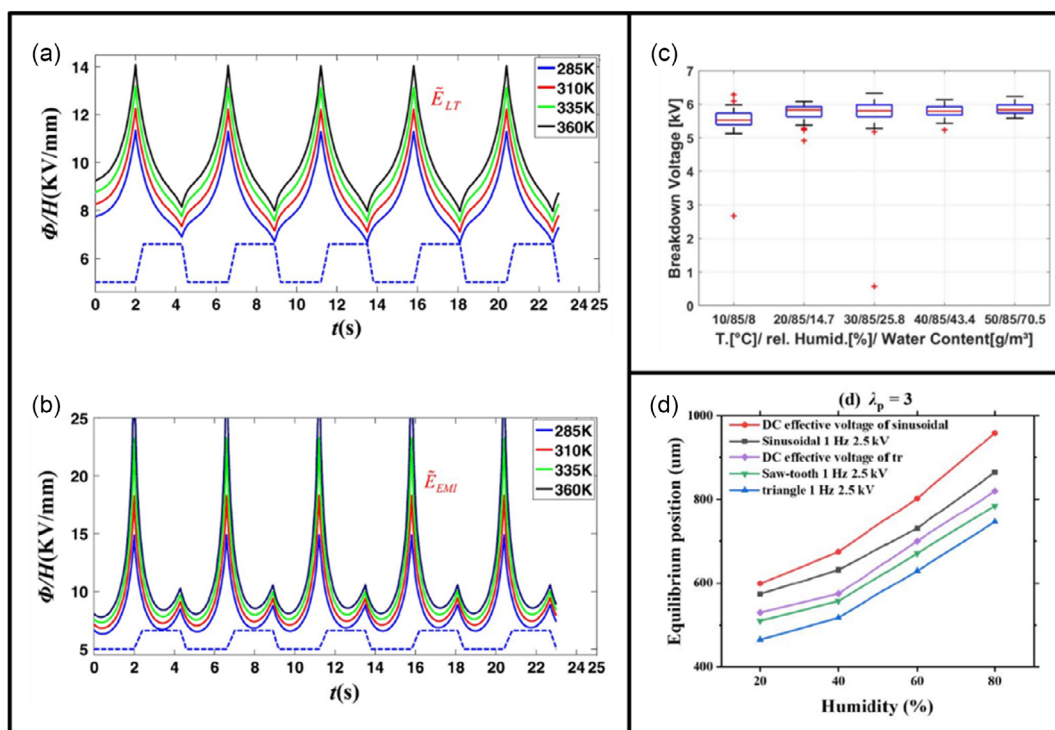 (a)
14
12
10
8
6
Φ/H(KV/mm)
285K
310K
335K
360K
Ẽ_LT
0 2 4 6 8 10 12 14 16 18 20 22 23 25
t(s)
(b)
25
20
15
10
5
Φ/H(KV/mm)
285K
310K
335K
360K
Ẽ_EMI
0 2 4 6 8 10 12 14 16 18 20 22 23 25
t(s)
(c)
7
6
5
4
3
2
1
0
Breakdown Voltage [kV]
10/85/8 20/85/14.7 30/85/25.8 40/85/43.4 50/85/70.5
T.[°C]/ rel. Humid.[%]/ Water Content[g/m³]
(d)
(d) λp = 3
1000
800
600
400
Equilibrium position (um)
DC effective voltage of sinusoidal
Sinusoidal 1 Hz 2.5 kV
DC effective voltage of tr
Saw-tooth 1 Hz 2.5 kV
triangle 1 Hz 2.5 kV
20 40 60 80
Humidity (%)